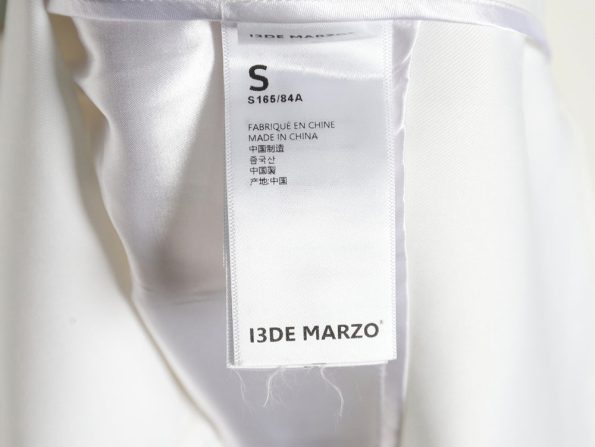 I3DE MARZO
S
S 165/84A
FABRIQUÉ EN CHINE
MADE IN CHINA
中国制造
중국산
中国製
产地:中国
I3DE MARZO®